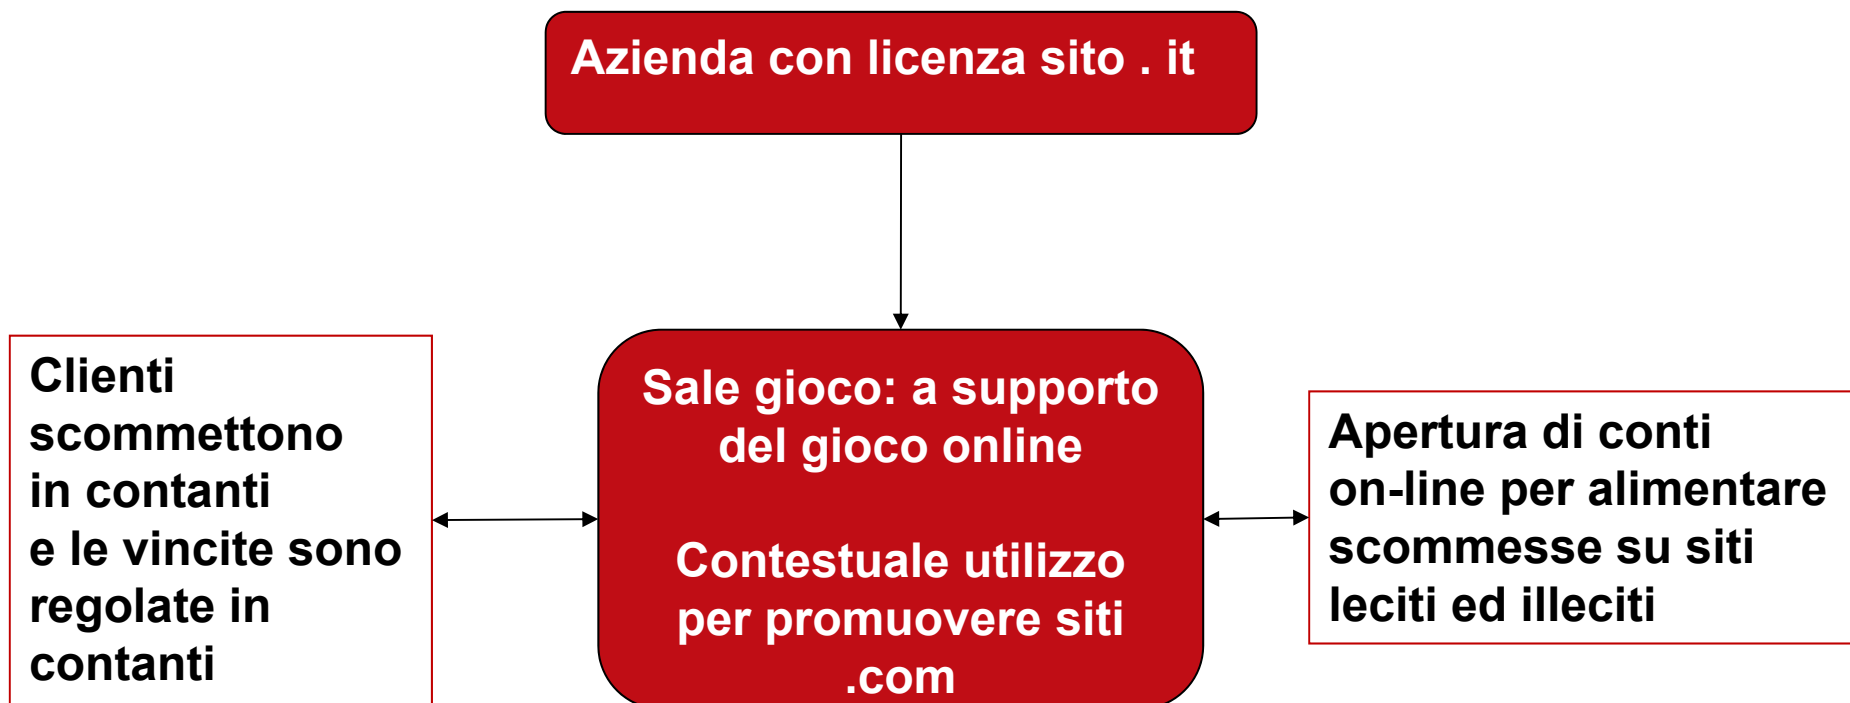 Azienda con licenza sito . it
Clienti
scommettono
in contanti
e le vincite sono
regolate in
contanti
Sale gioco: a supporto
del gioco online
Contestuale utilizzo
per promuovere siti
.com
Apertura di conti
on-line per alimentare
scommesse su siti
leciti ed illeciti